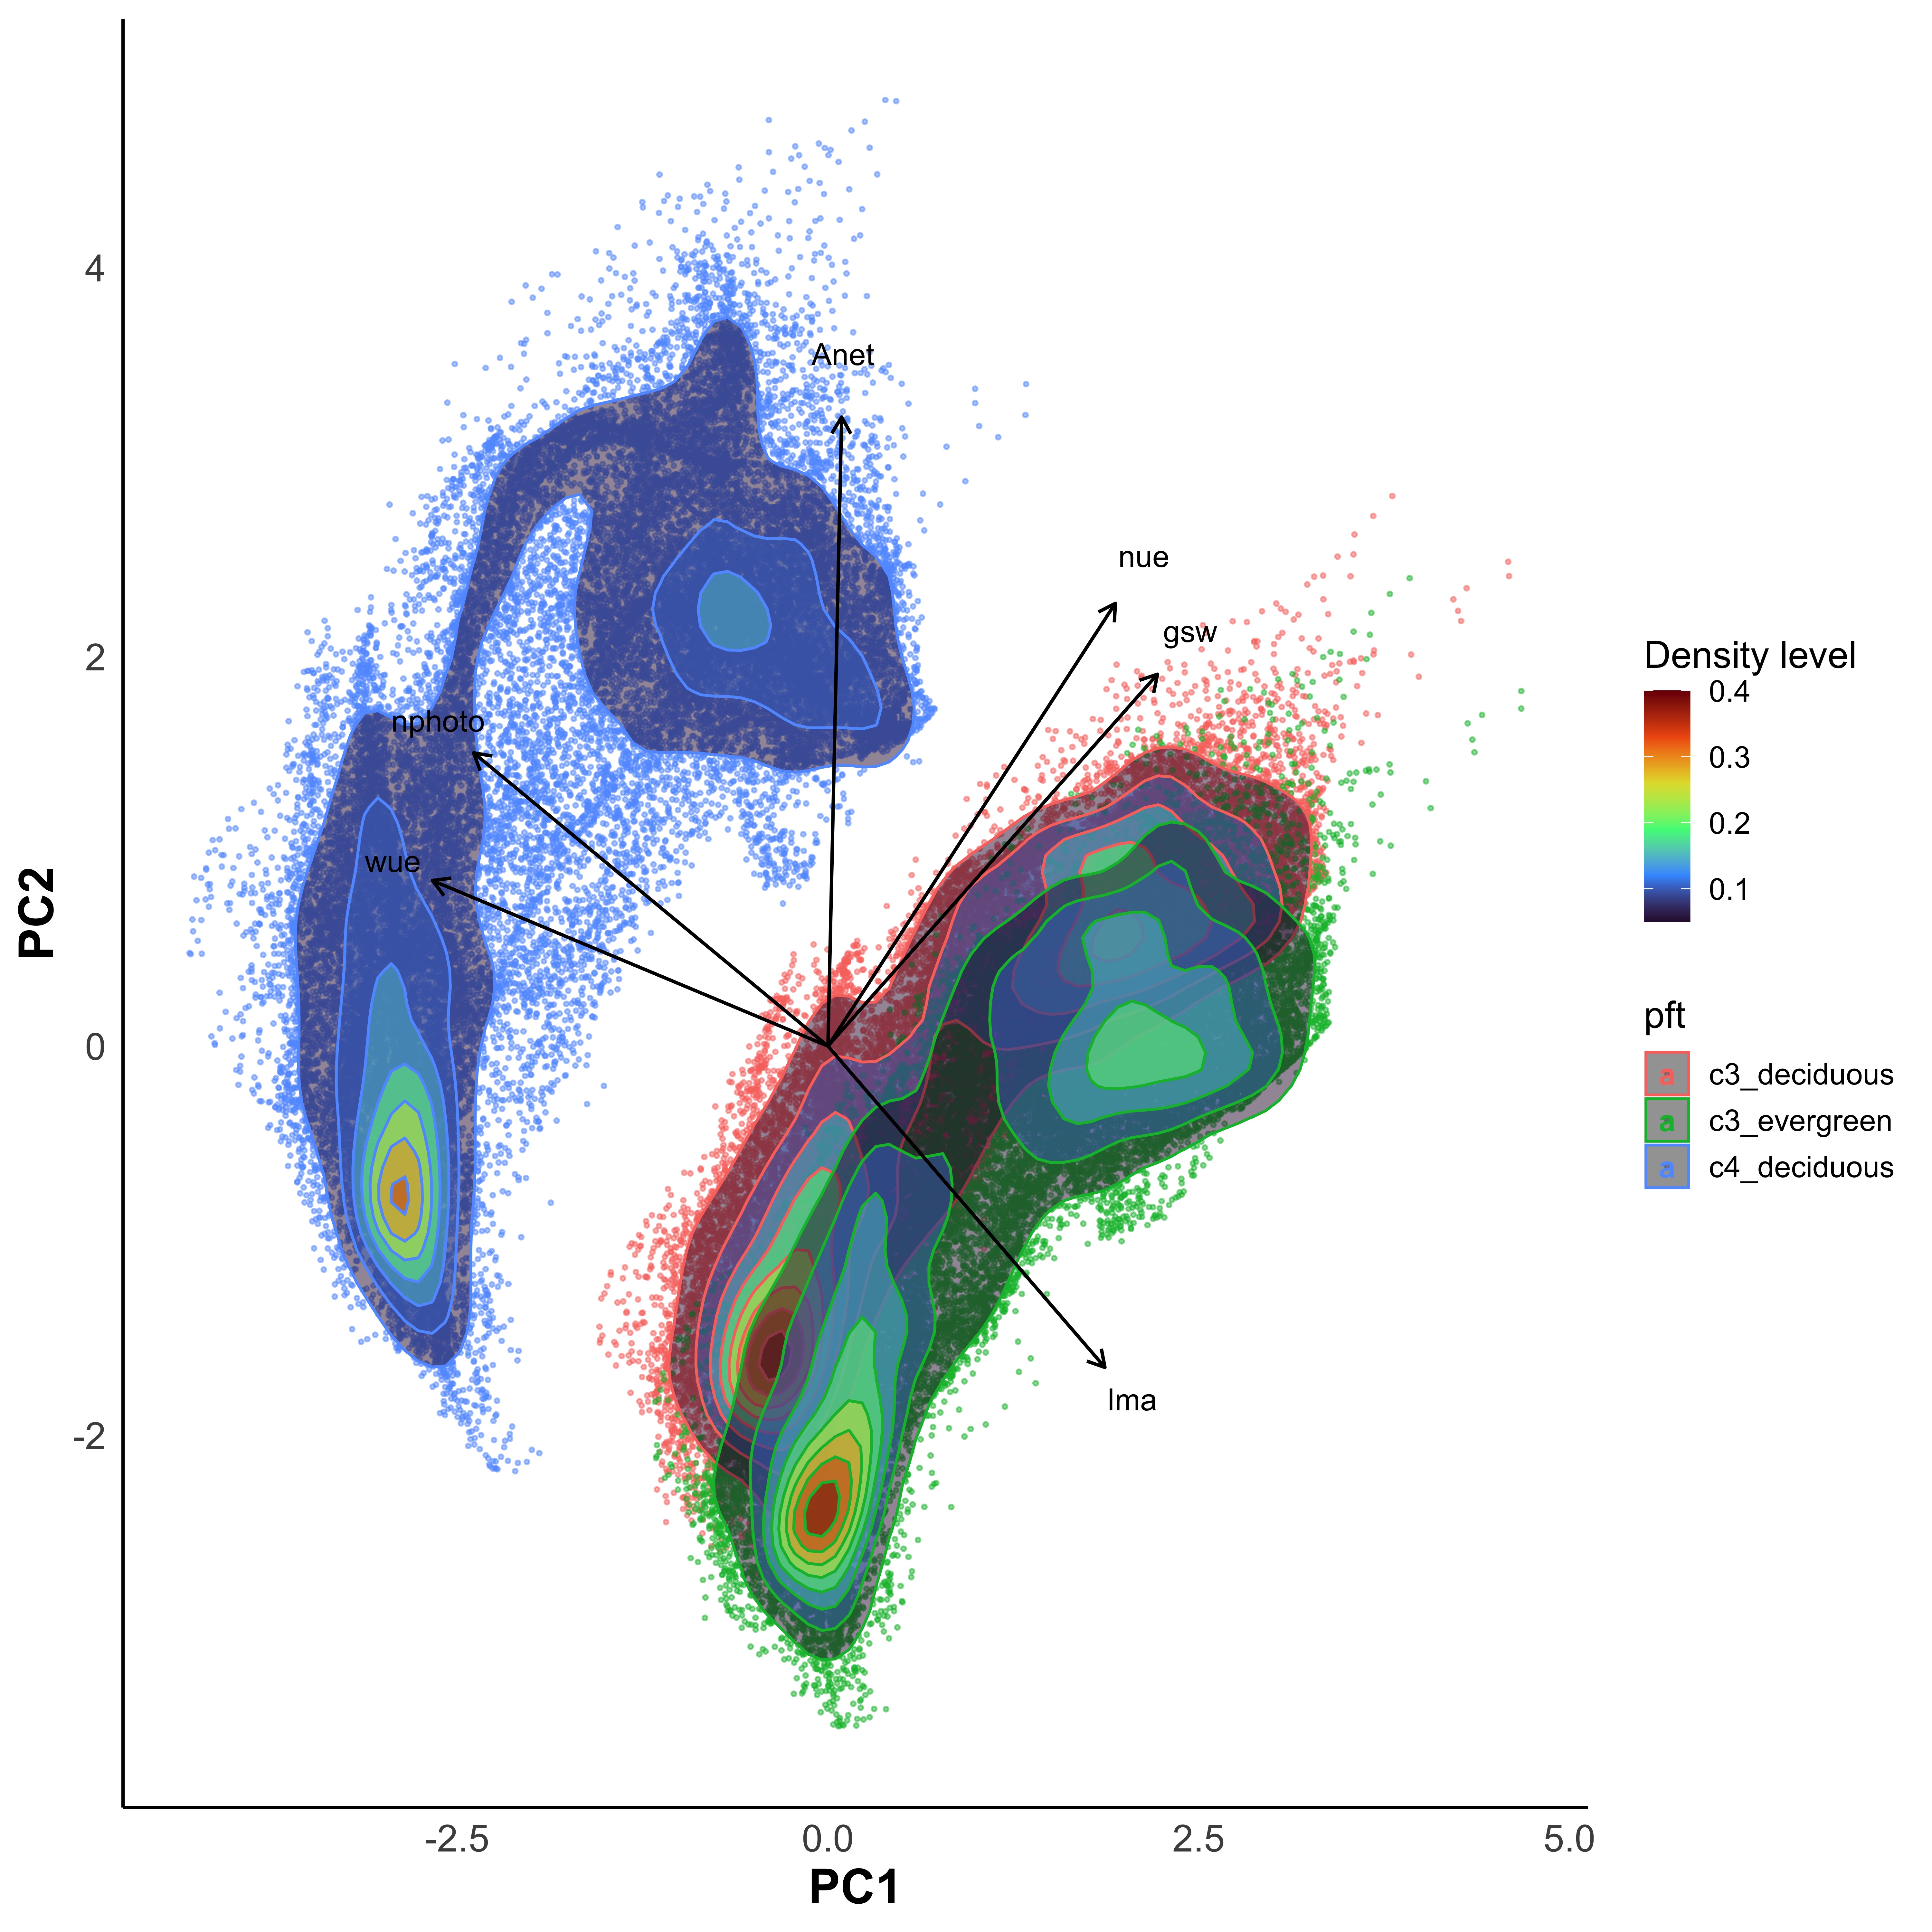 PC2
4
2
0
-2
-2.5
0.0
2.5
5.0
PC1
Anet
nue
gsw
nphoto
wue
lma
Density level
0.4
0.3
0.2
0.1
pft
a c3_deciduous
a c3_evergreen
a c4_deciduous